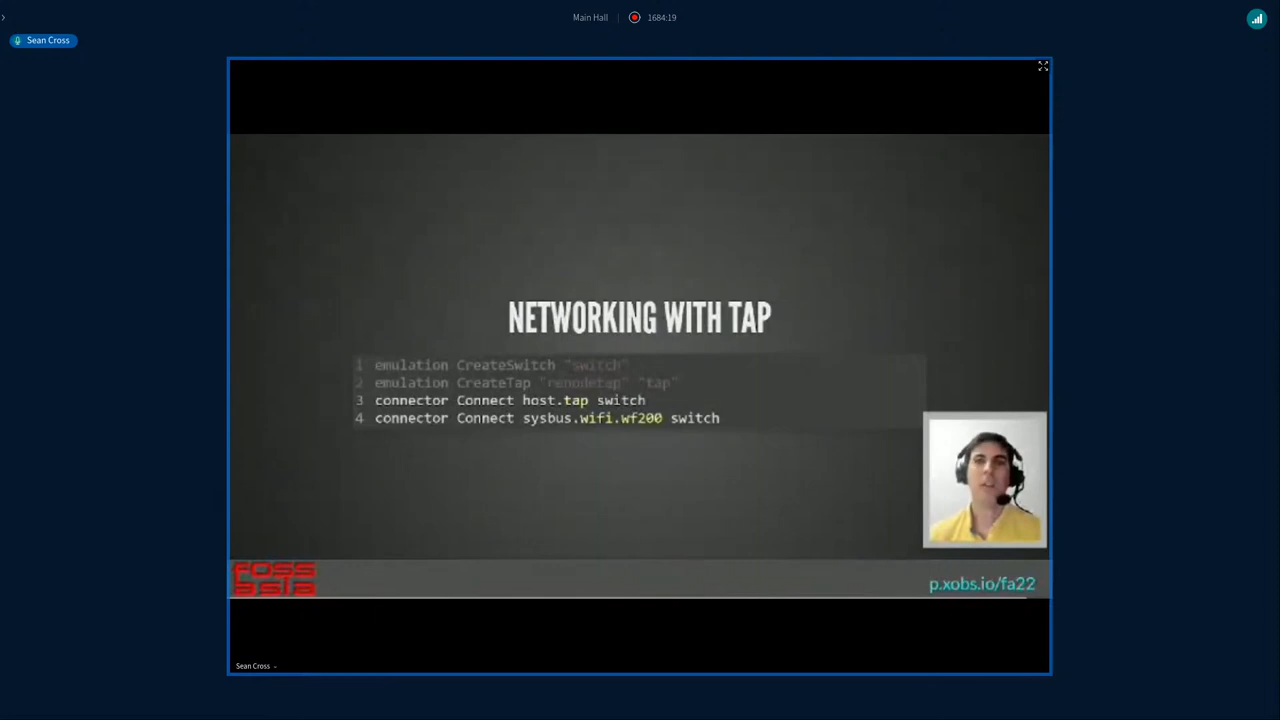 Main Hall
1684:19
Sean Cross
NETWORKING WITH TAP
1 emulation CreateSwitch "switch"
2 emulation CreateTap "renodetap" "tap"
3 connector Connect host.tap switch
4 connector Connect sysbus.wifi.wf200 switch
FOSS
asia
p.xobs.io/fa22
Sean Cross